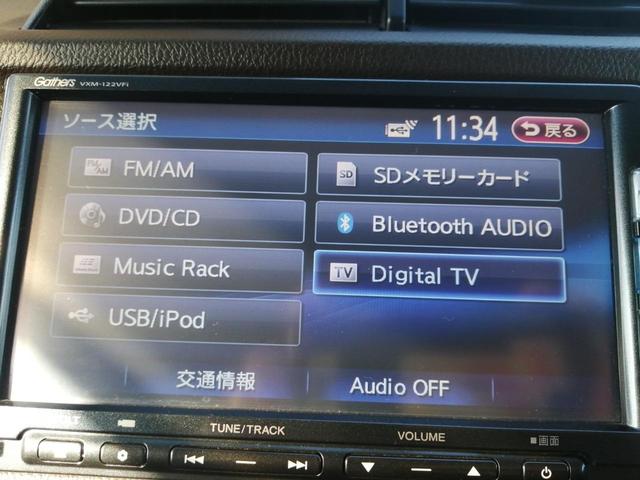 Gathers VXM-122VFi
ソース選択
11:34
戻る
FM/AM
SDメモリーカード
DVD/CD
Bluetooth AUDIO
Music Rack
TV Digital TV
USB/iPod
交通情報
Audio OFF
TUNE/TRACK
VOLUME
画面